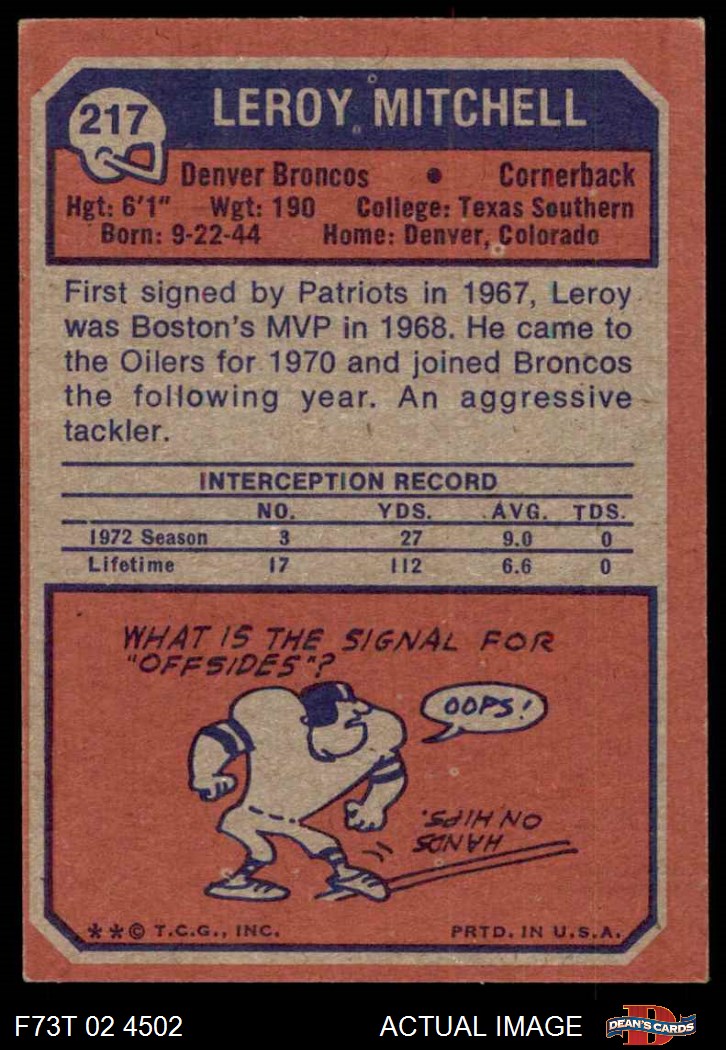 217
LEROY MITCHELL
Denver Broncos • Cornerback
Hgt: 6'1" Wgt: 190 College: Texas Southern
Born: 9-22-44 Home: Denver, Colorado
First signed by Patriots in 1967, Leroy
was Boston's MVP in 1968. He came to
the Oilers for 1970 and joined Broncos
the following year. An aggressive
tackler.
INTERCEPTION RECORD
NO. YDS. AVG. TDS.
1972 Season 3 27 9.0 0
Lifetime 17 112 6.6 0
WHAT IS THE SIGNAL FOR
"OFFSIDES"?
OOPS!
HANDS
ON HIPS.
**© T.C.G., INC. PRTD. IN U.S.A.
F73T 02 4502 ACTUAL IMAGE
D
DEAN'S CARDS